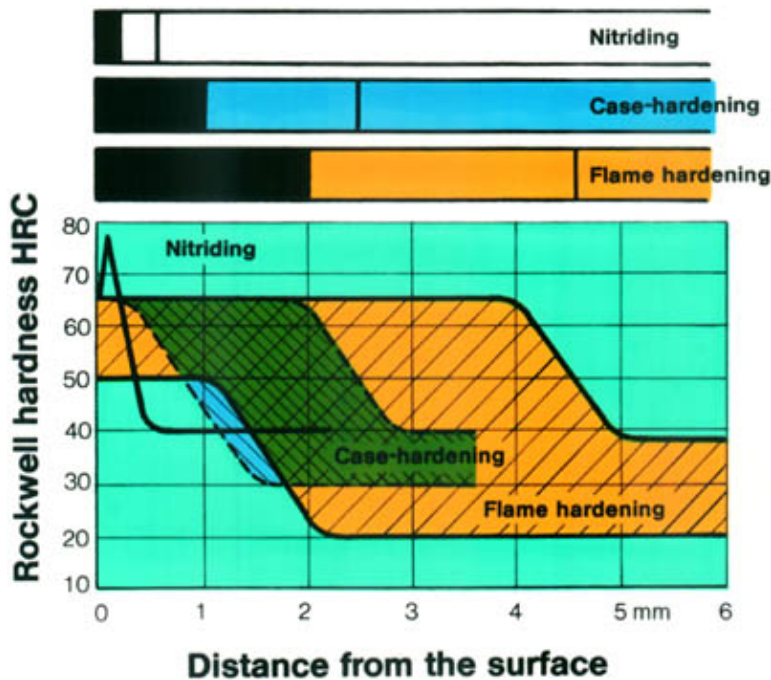 Nitriding
Case-hardening
Flame hardening
Rockwell hardness HRC
80
70
60
50
40
30
20
10
Nitriding
Case-hardening
Flame hardening
0 1 2 3 4 5 mm 6
Distance from the surface